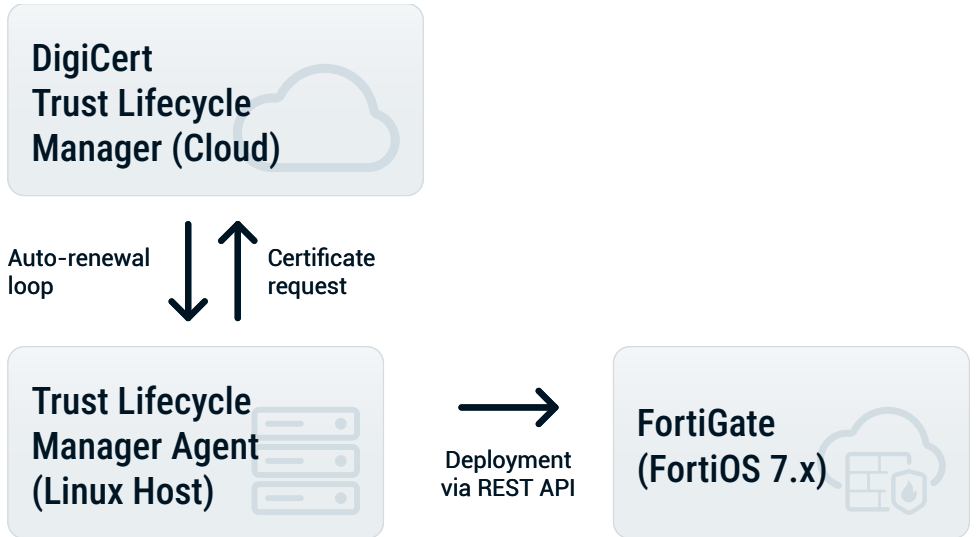 DigiCert
Trust Lifecycle
Manager (Cloud)
Auto-renewal
loop
Certificate
request
Trust Lifecycle
Manager Agent
(Linux Host)
Deployment
via REST API
FortiGate
(FortiOS 7.x)